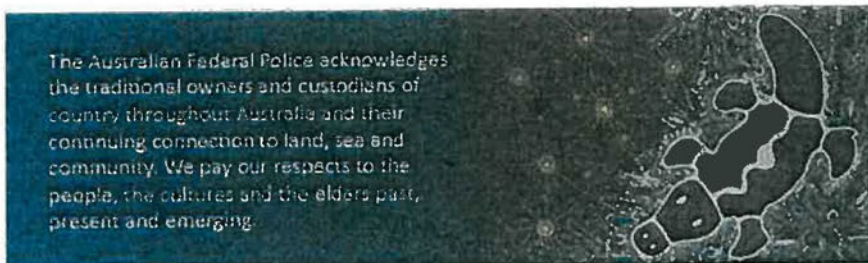 The Australian Federal Police acknowledges
the traditional owners and custodians of
country throughout Australia and their
continuing connection to land, sea and
community. We pay our respects to the
people, the cultures and the elders past,
present and emerging.